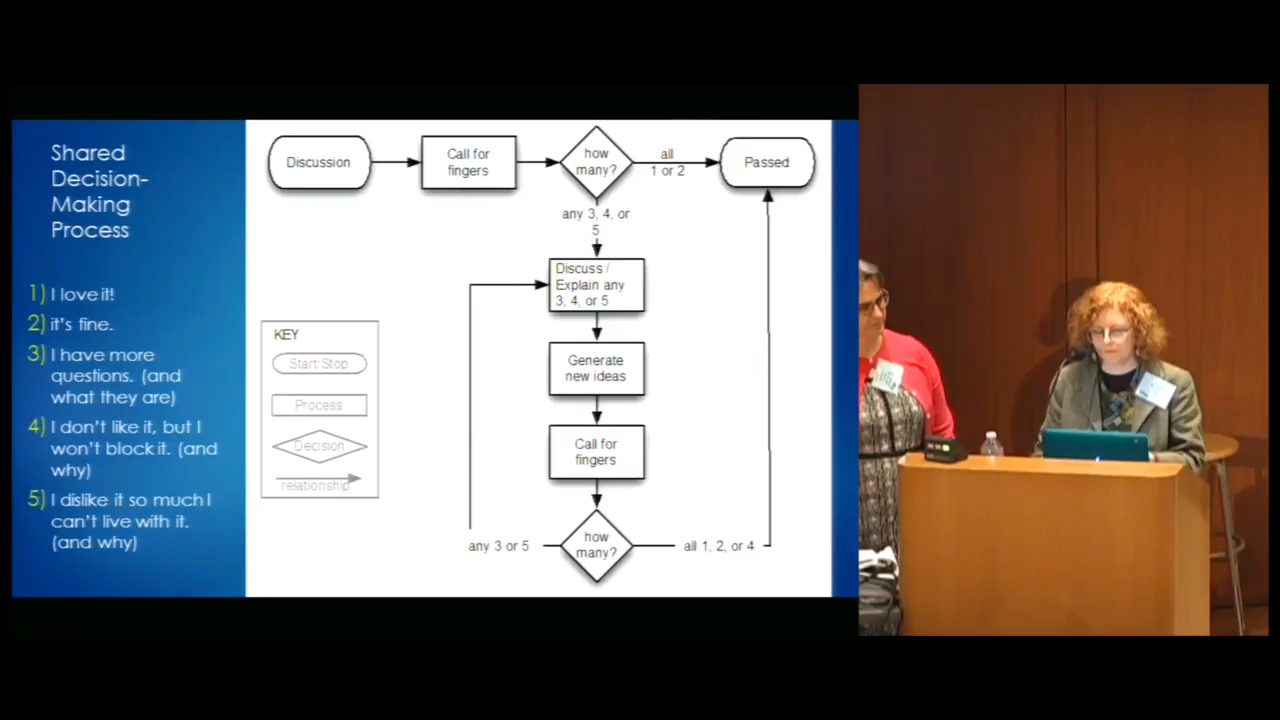 Shared
Decision-
Making
Process
1) I love it!
2) it's fine.
3) I have more
questions. (and
what they are)
4) I don't like it, but I
won't block it. (and
why)
5) I dislike it so much I
can't live with it.
(and why)
Discussion
Call for
fingers
how
many?
all
1 or 2
Passed
any 3, 4, or
5
Discuss /
Explain any
3, 4, or 5
Generate
new ideas
Call for
fingers
how
many?
any 3 or 5
all 1, 2, or 4
KEY
Start/Stop
Process
Decision
relationship